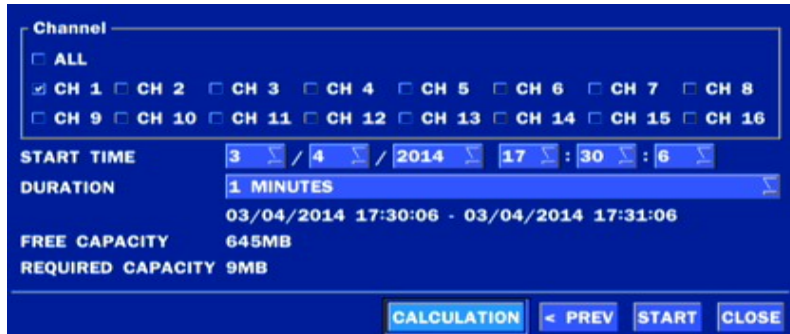 Channel
ALL
CH 1 CH 2 CH 3 CH 4 CH 5 CH 6 CH 7 CH 8
CH 9 CH 10 CH 11 CH 12 CH 13 CH 14 CH 15 CH 16
START TIME 3 / 4 / 2014 17 : 30 : 6
DURATION 1 MINUTES
03/04/2014 17:30:06 - 03/04/2014 17:31:06
FREE CAPACITY 645MB
REQUIRED CAPACITY 9MB
CALCULATION < PREV START CLOSE